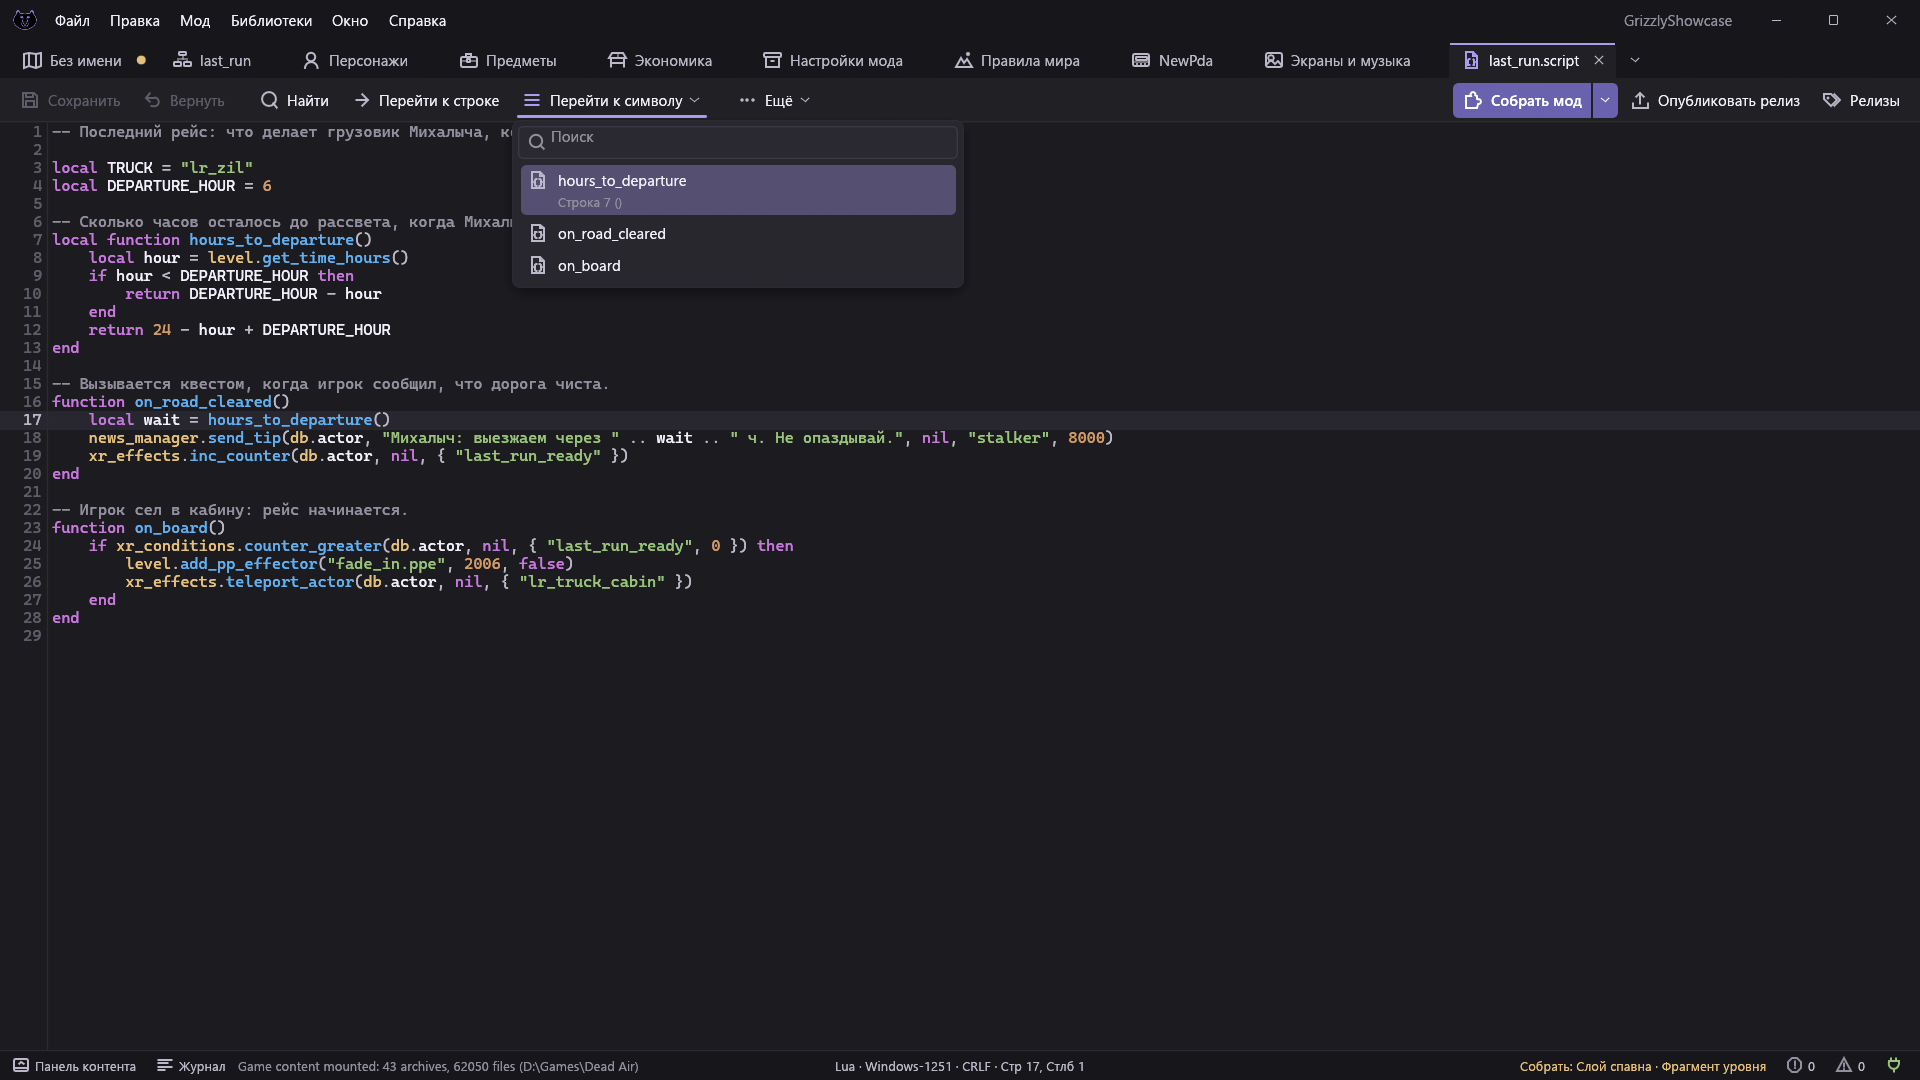 Файл Правка Мод Библиотеки Окно Справка GrizzlyShowcase
Без имени last_run Персонажи Предметы Экономика Настройки мода Правила мира NewPda Экраны и музыка last_run.script
Сохранить Вернуть Найти Перейти к строке Перейти к символу Ещё Собрать мод Опубликовать релиз Релизы
Поиск
hours_to_departure
Строка 7 ()
on_road_cleared
on_board
1 -- Последний рейс: что делает грузовик Михалыча,
2
3 local TRUCK = "lr_zil"
4 local DEPARTURE_HOUR = 6
5
6 -- Сколько часов осталось до рассвета, когда
7 local function hours_to_departure()
8 local hour = level.get_time_hours()
9 if hour < DEPARTURE_HOUR then
10 return DEPARTURE_HOUR - hour
11 end
12 return 24 - hour + DEPARTURE_HOUR
13 end
14
15 -- Вызывается квестом, когда игрок сообщил, что дорога чиста.
16 function on_road_cleared()
17 local wait = hours_to_departure()
18 news_manager.send_tip(db.actor, "Михалыч: выезжаем через " .. wait .. " ч. Не опаздывай.", nil, "stalker", 8000)
19 xr_effects.inc_counter(db.actor, nil, { "last_run_ready" })
20 end
21
22 -- Игрок сел в кабину: рейс начинается.
23 function on_board()
24 if xr_conditions.counter_greater(db.actor, nil, { "last_run_ready", 0 }) then
25 level.add_pp_effector("fade_in.ppe", 2006, false)
26 xr_effects.teleport_actor(db.actor, nil, { "lr_truck_cabin" })
27 end
28 end
29
Панель контента Журнал Game content mounted: 43 archives, 62050 files (D:\Games\Dead Air) Lua · Windows-1251 · CRLF · Стр 17, Стлб 1 Собрать: Слой спавна · Фрагмент уровня 0 0